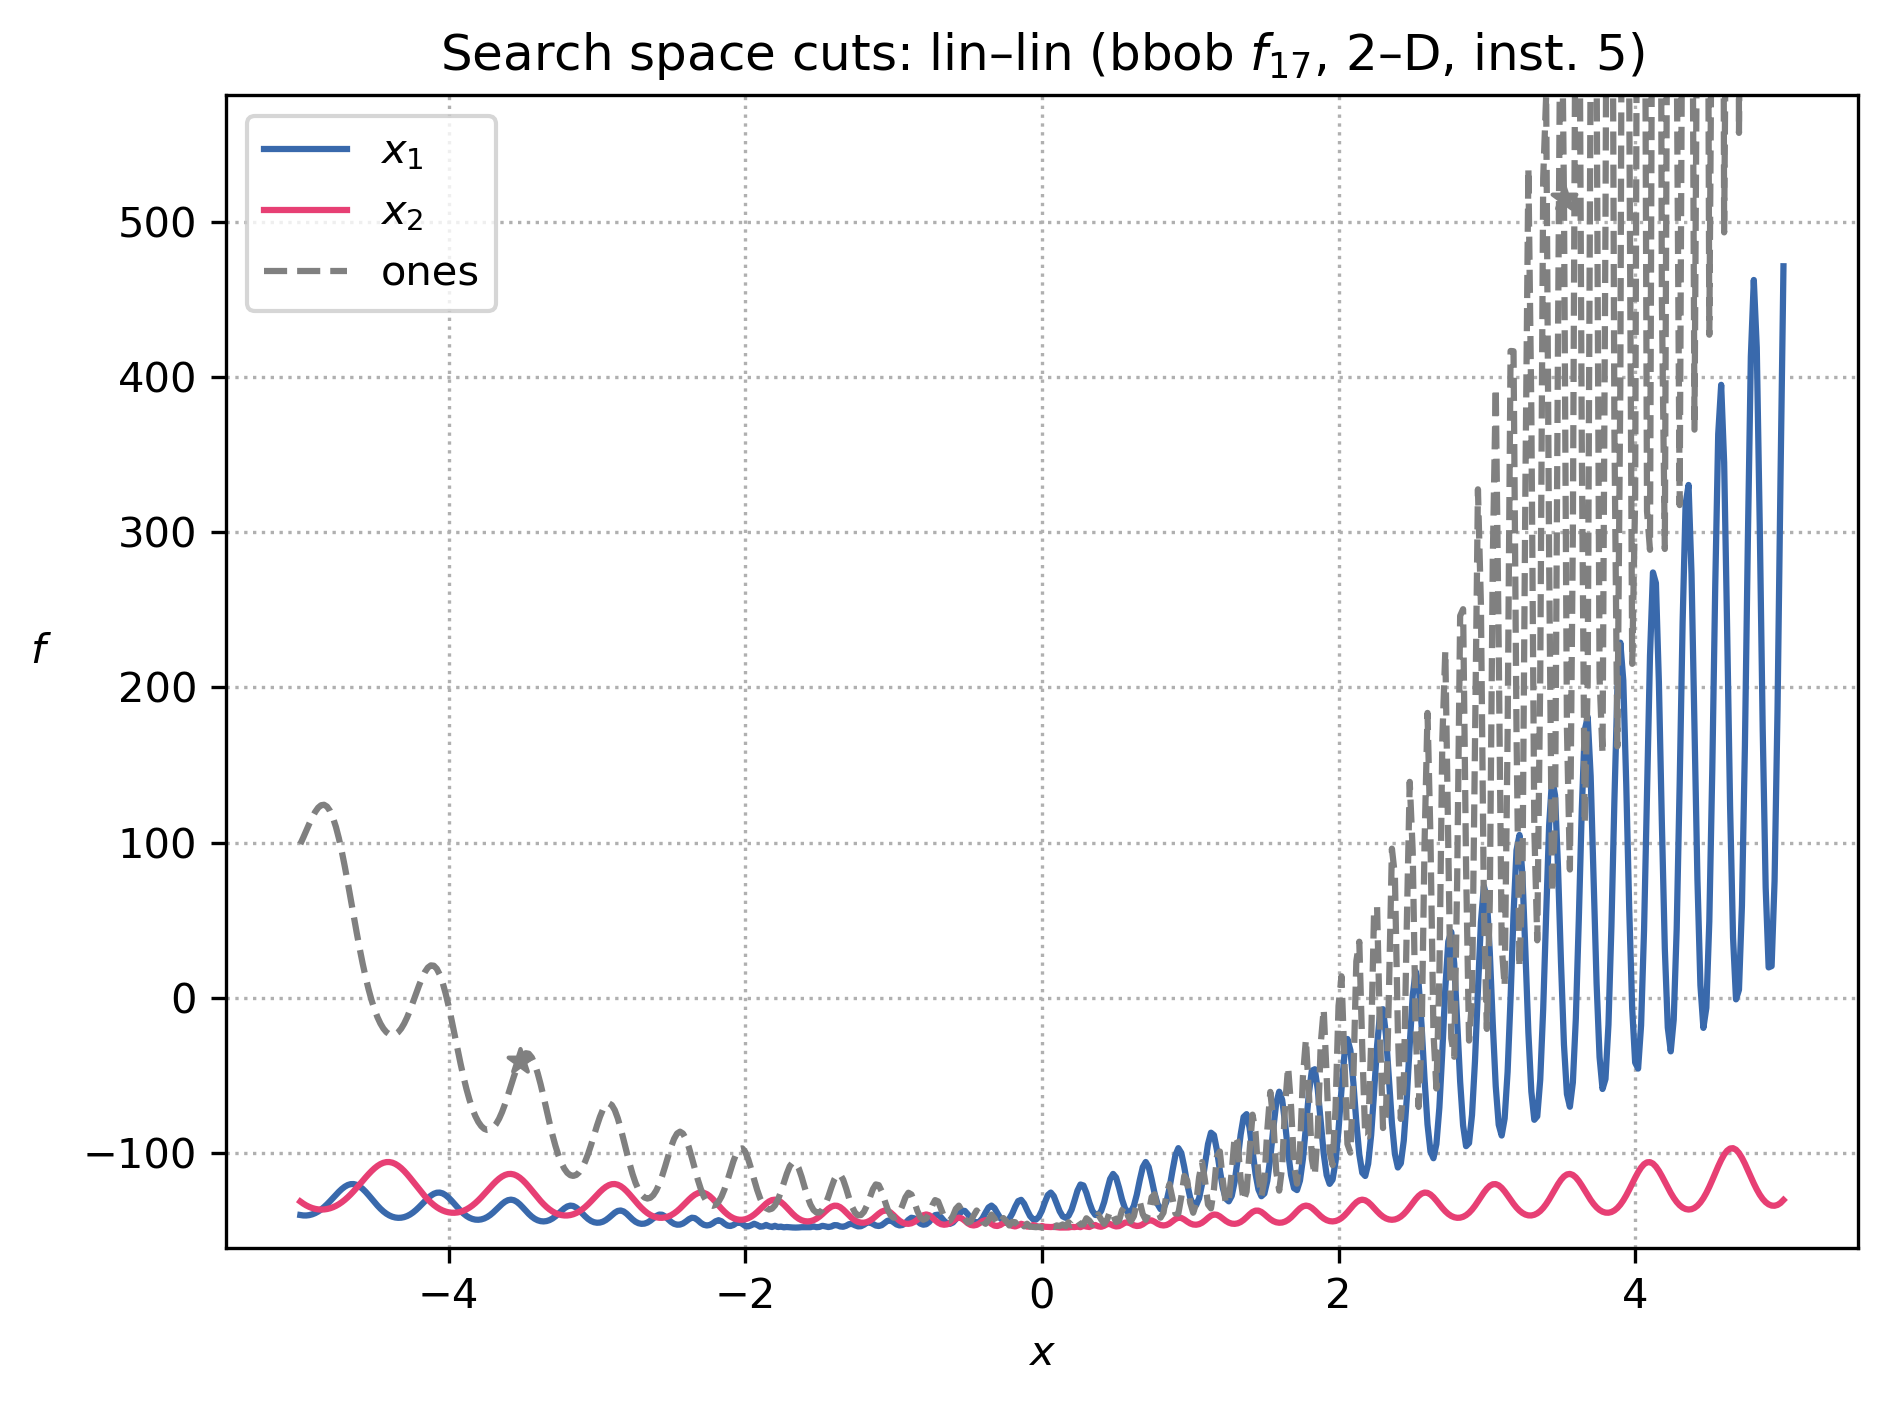 Search space cuts: lin–lin (bbob f₁₇, 2–D, inst. 5)
x₁
x₂
ones
500
400
300
200
100
0
−100
f
−4
−2
0
2
4
x